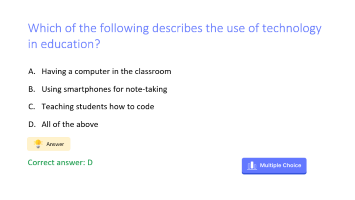 Which of the following describes the use of technology
in education?
A. Having a computer in the classroom
B. Using smartphones for note-taking
C. Teaching students how to code
D. All of the above
Answer
Correct answer: D
Multiple Choice